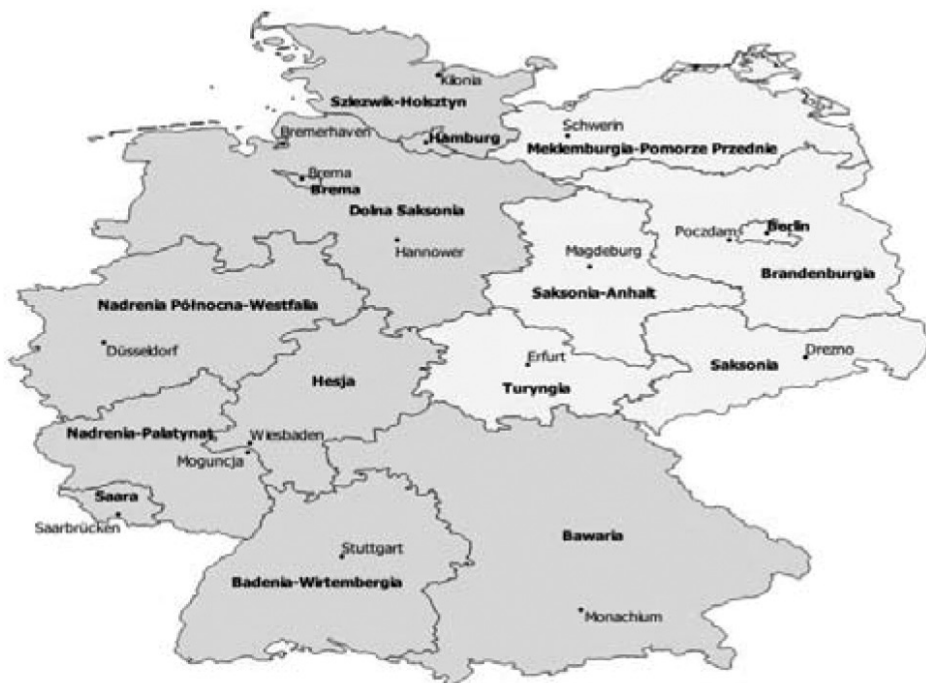 Kilonia
Szlezwik-Holsztyn
Schwerin
Bremerhaven
Hamburg
Meklemburgia-Pomorze Przednie
Brema
Brema
Dolna Saksonia
Hannower
Magdeburg
Poczdam
Berlin
Brandenburgia
Saksonia-Anhalt
Nadrenia Północna-Westfalia
Düsseldorf
Hesja
Erfurt
Turyngia
Drezno
Saksonia
Nadrenia-Palatynat
Wiesbaden
Moguncja
Saara
Saarbrücken
Stuttgart
Badenia-Wirtembergia
Bawaria
Monachium